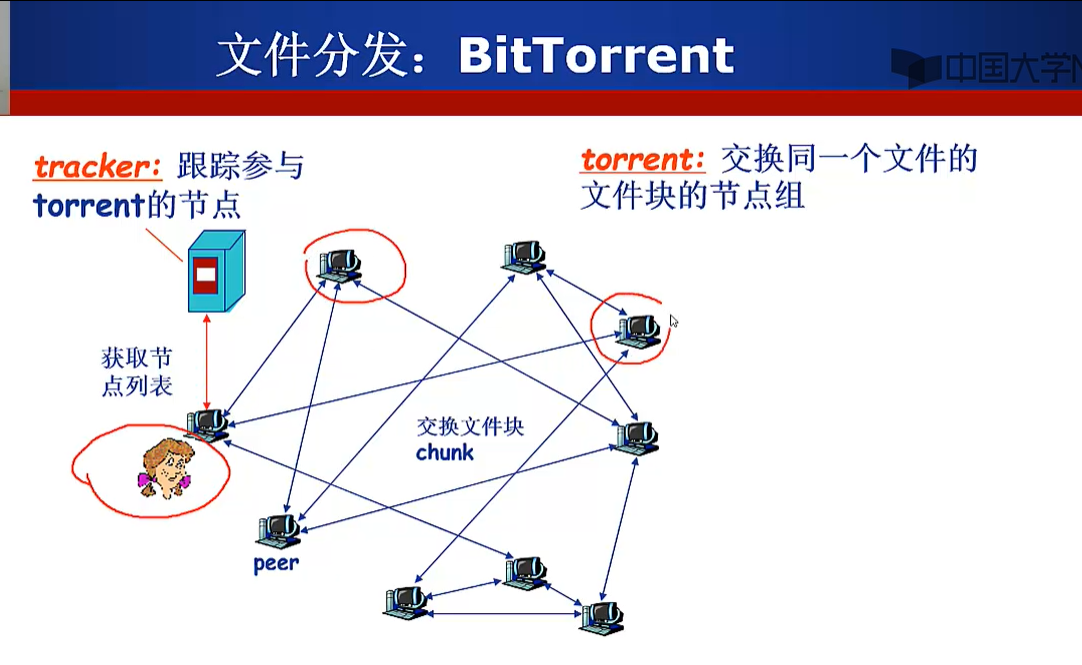 文件分发：BitTorrent
中国大学
tracker: 跟踪参与
torrent的节点
torrent: 交换同一个文件的
文件块的节点组
获取节
点列表
交换文件块
chunk
peer